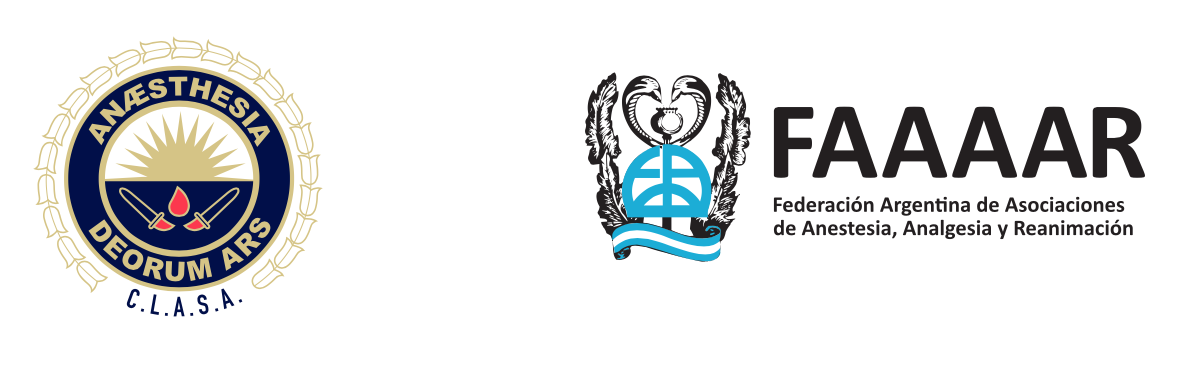 ANÆSTHESIA
DEORUM ARS
C.L.A.S.A.
FAAAAR
Federación Argentina de Asociaciones
de Anestesia, Analgesia y Reanimación